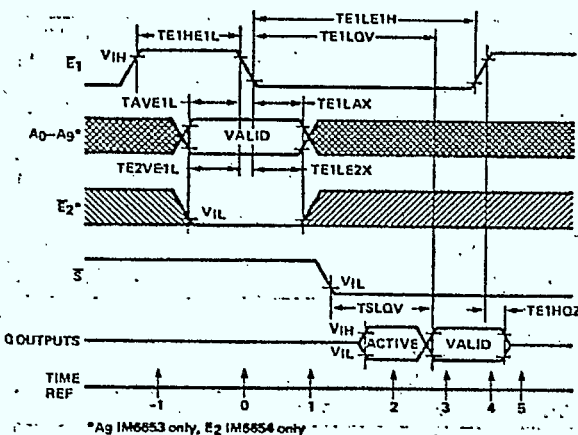 TE1LE1H
TE1HE1L
TE1LQV
E1
VIH
TAVE1L
TE1LAX
A0–A9*
VALID
TE2VE1L
TE1LE2X
E2*
VIL
S
VIL
TSLQV
TE1HQZ
VIH
Q OUTPUTS
ACTIVE
VALID
VIL
TIME
REF
-1 0 1 2 3 4 5
*A9 IM6653 only, E2 IM6654 only